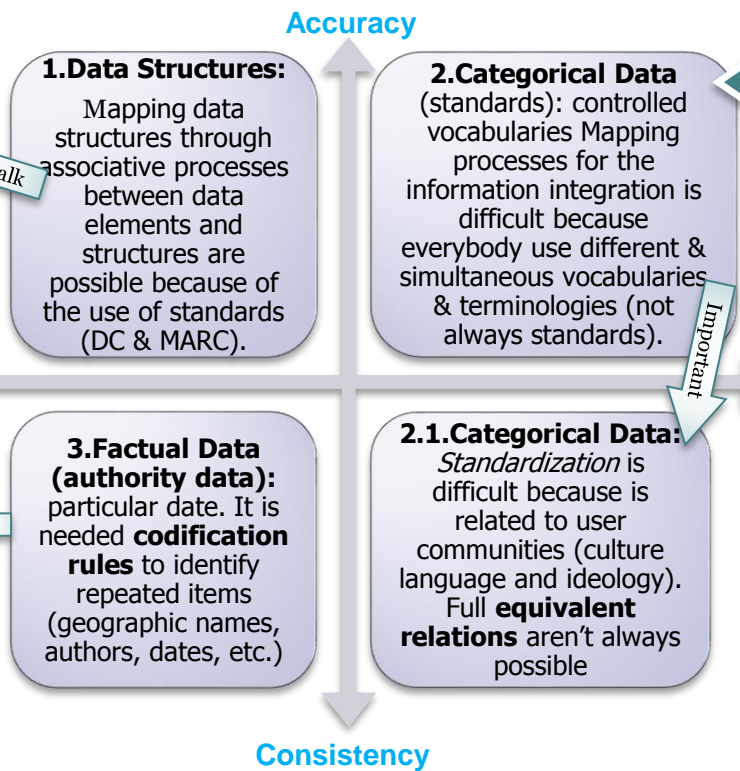 Accuracy
1.Data Structures:
Mapping data
structures through
associative processes
between data
elements and
structures are
possible because of
the use of standards
(DC & MARC).
alk
2.Categorical Data
(standards): controlled
vocabularies Mapping
processes for the
information integration is
difficult because
everybody use different &
simultaneous vocabularies
& terminologies (not
always standards).
Important
3.Factual Data
(authority data):
particular date. It is
needed codification
rules to identify
repeated items
(geographic names,
authors, dates, etc.)
2.1.Categorical Data:
Standardization is
difficult because is
related to user
communities (culture
language and ideology).
Full equivalent
relations aren't always
possible
Consistency